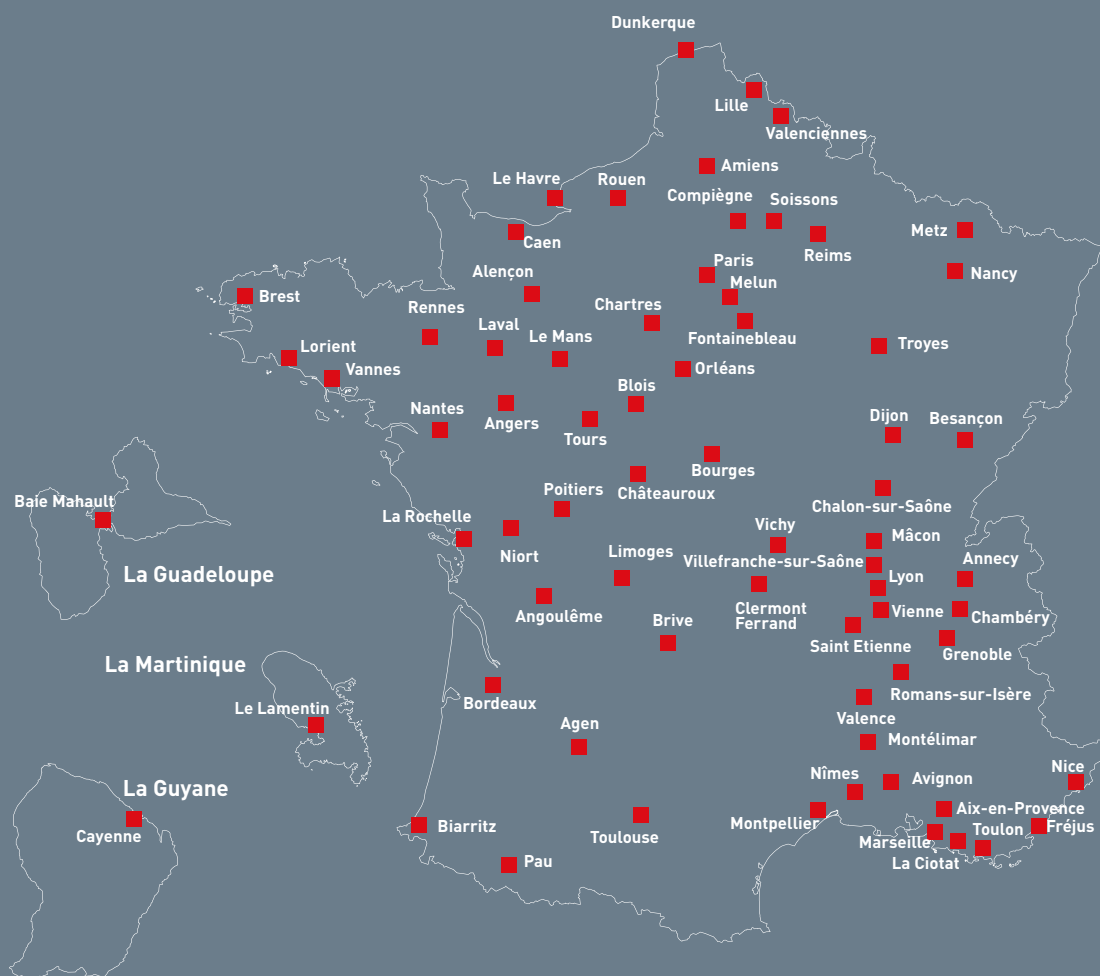 Dunkerque
Lille
Valenciennes
Amiens
Le Havre
Rouen
Compiègne
Soissons
Caen
Reims
Metz
Paris
Nancy
Alençon
Melun
Brest
Rennes
Chartres
Laval
Le Mans
Fontainebleau
Lorient
Troyes
Vannes
Orléans
Blois
Nantes
Angers
Tours
Dijon
Besançon
Bourges
Châteauroux
Poitiers
Baie Mahault
Chalon-sur-Saône
La Rochelle
Niort
Vichy
Mâcon
Limoges
Villefranche-sur-Saône
Annecy
La Guadeloupe
Lyon
Angoulême
Clermont
Ferrand
Vienne
Chambéry
Brive
Saint Etienne
Grenoble
La Martinique
Romans-sur-Isère
Le Lamentin
Bordeaux
Valence
Agen
Montélimar
Nîmes
Avignon
Nice
La Guyane
Aix-en-Provence
Cayenne
Biarritz
Toulouse
Montpellier
Toulon
Fréjus
Marseille
Pau
La Ciotat